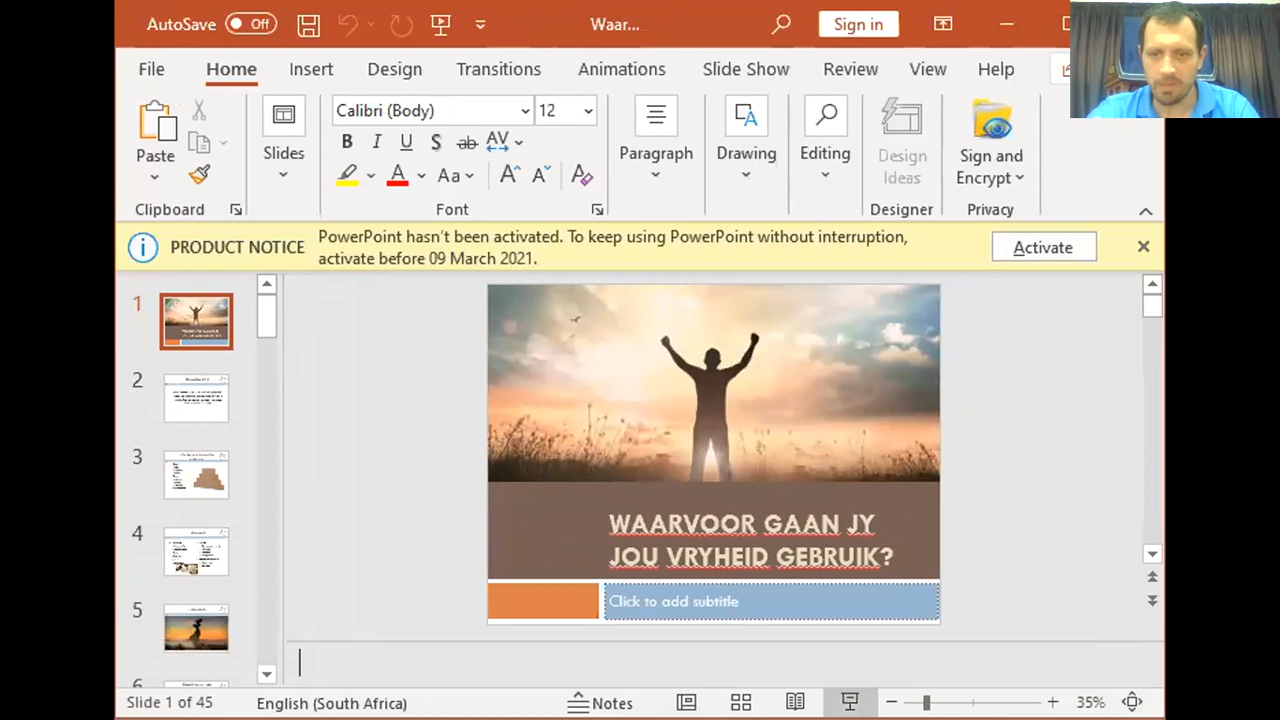 AutoSave Off Waar... Sign in
File Home Insert Design Transitions Animations Slide Show Review View Help
Calibri (Body) 12
Paste Slides Paragraph Drawing Editing Design Ideas Sign and Encrypt
Clipboard Font Designer Privacy
PRODUCT NOTICE PowerPoint hasn't been activated. To keep using PowerPoint without interruption,
activate before 09 March 2021. Activate
1
2
3
4
5
WAARVOOR GAAN JY
JOU VRYHEID GEBRUIK?
Click to add subtitle
Slide 1 of 45 English (South Africa) Notes 35%